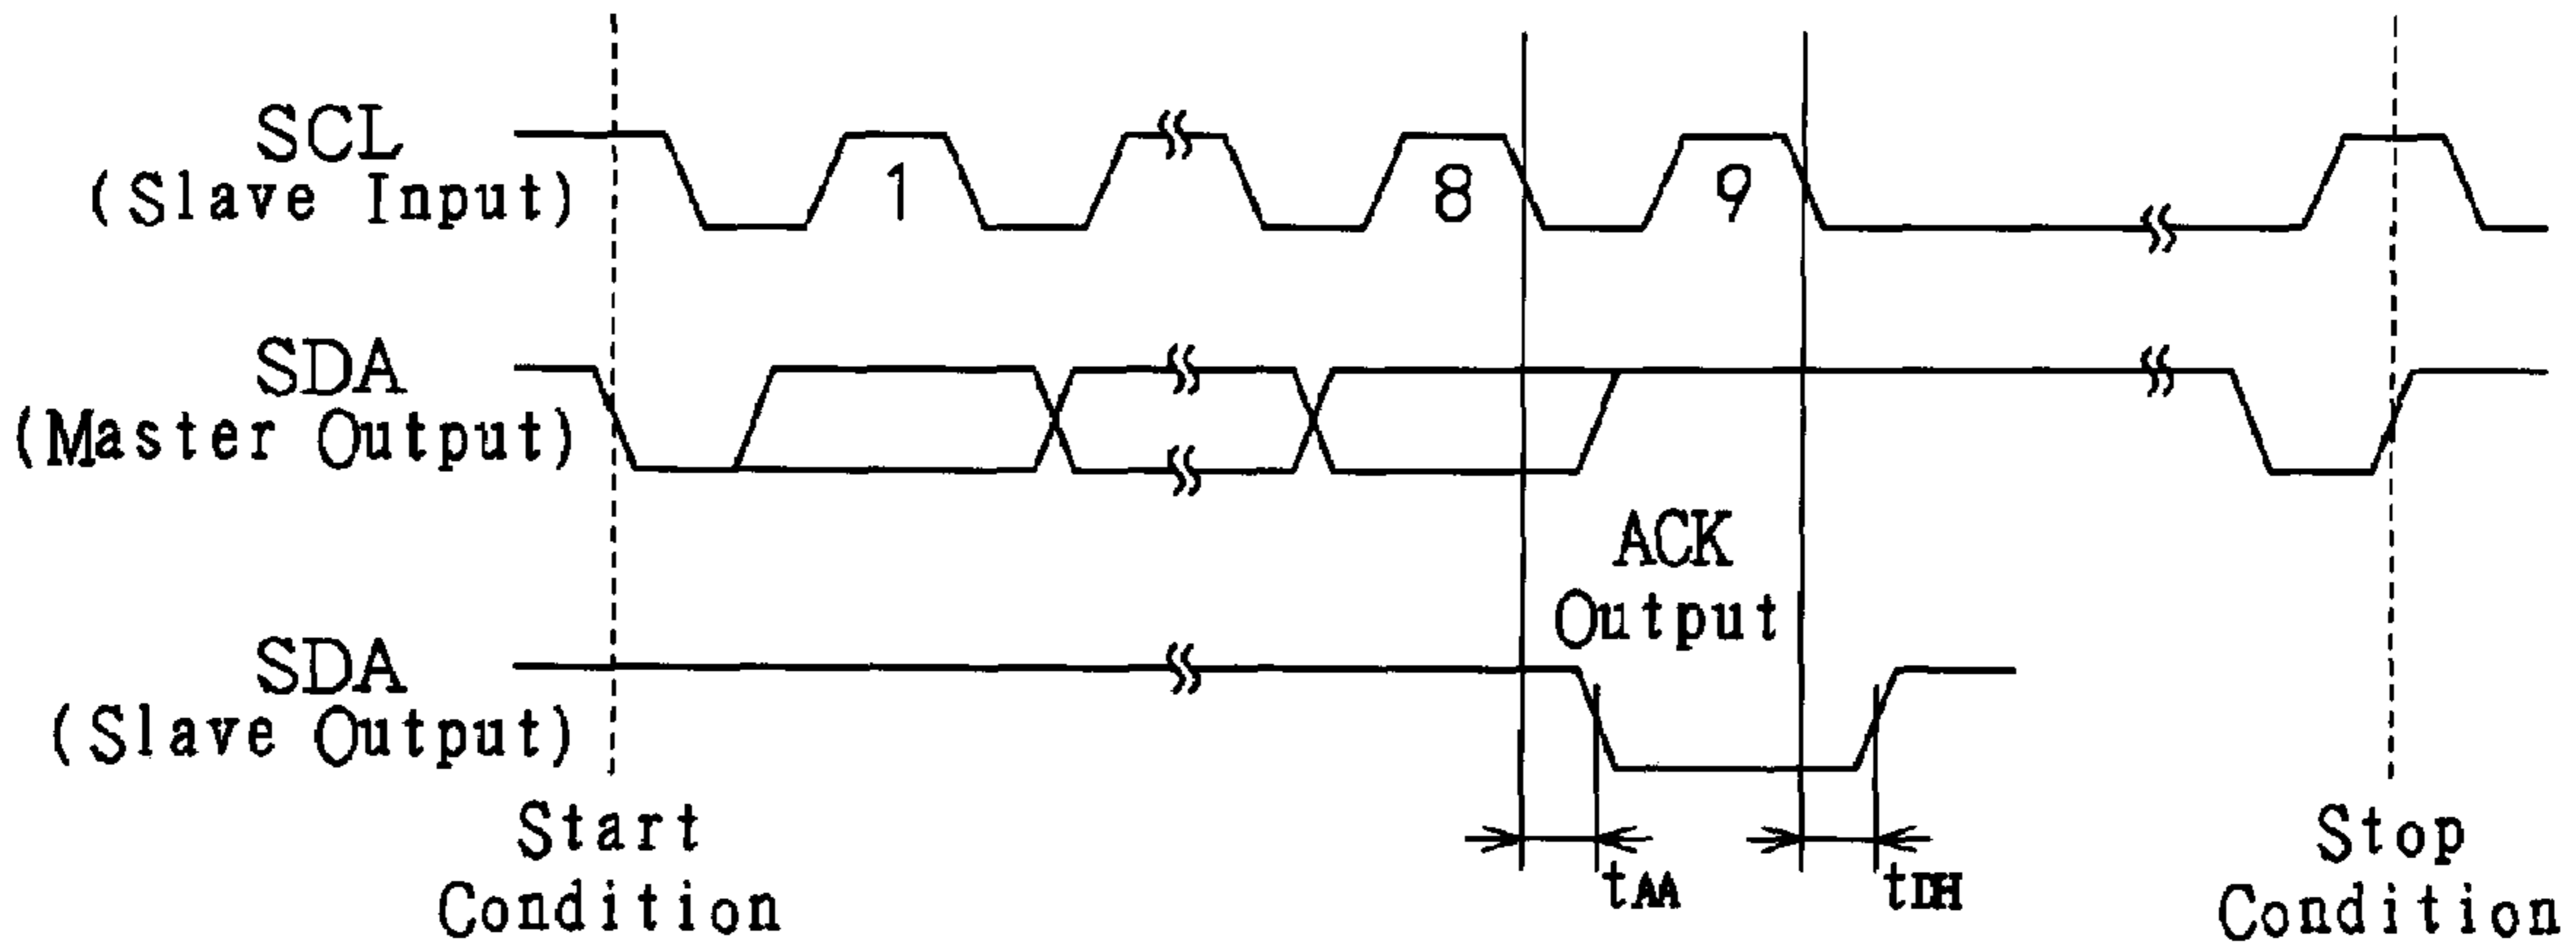 SCL
(Slave Input)
1
8
9
SDA
(Master Output)
ACK
Output
SDA
(Slave Output)
Start
Condition
tAA
tDH
Stop
Condition